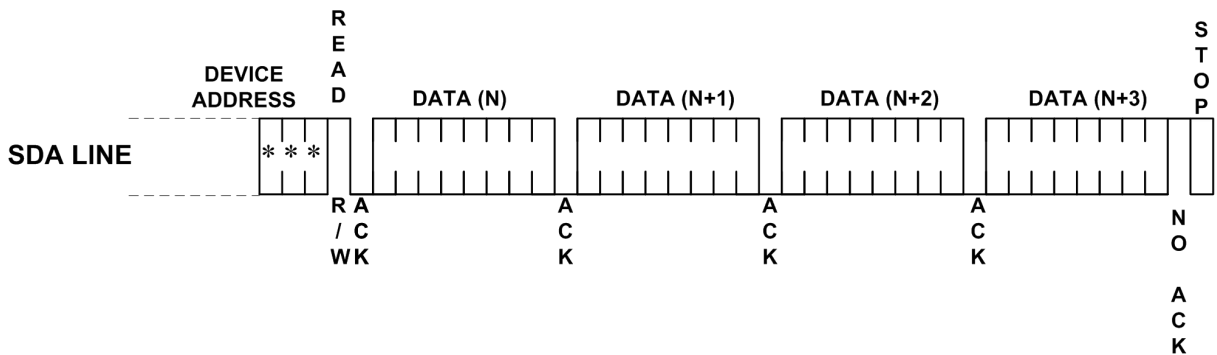 READ
STOP
DEVICE
ADDRESS
DATA (N)
DATA (N+1)
DATA (N+2)
DATA (N+3)
SDA LINE
* * *
R/W
ACK
ACK
ACK
ACK
NO ACK